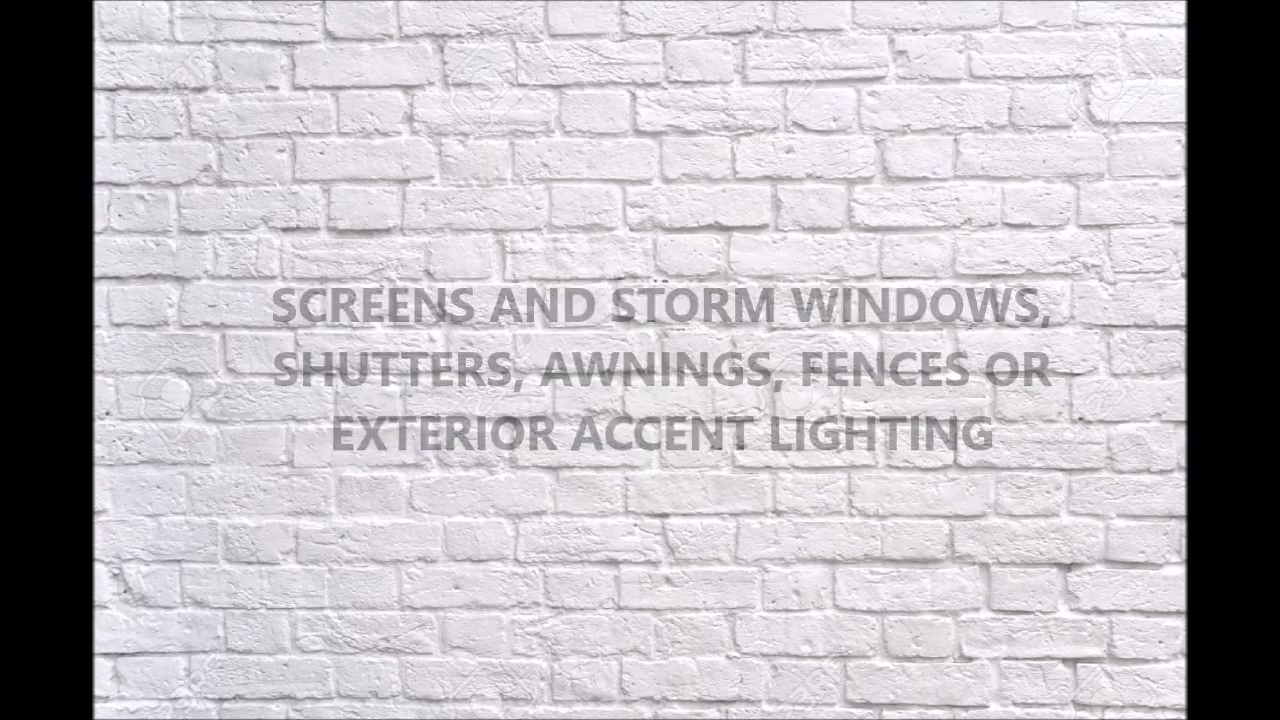 SCREENS AND STORM WINDOWS,
SHUTTERS, AWNINGS, FENCES OR
EXTERIOR ACCENT LIGHTING